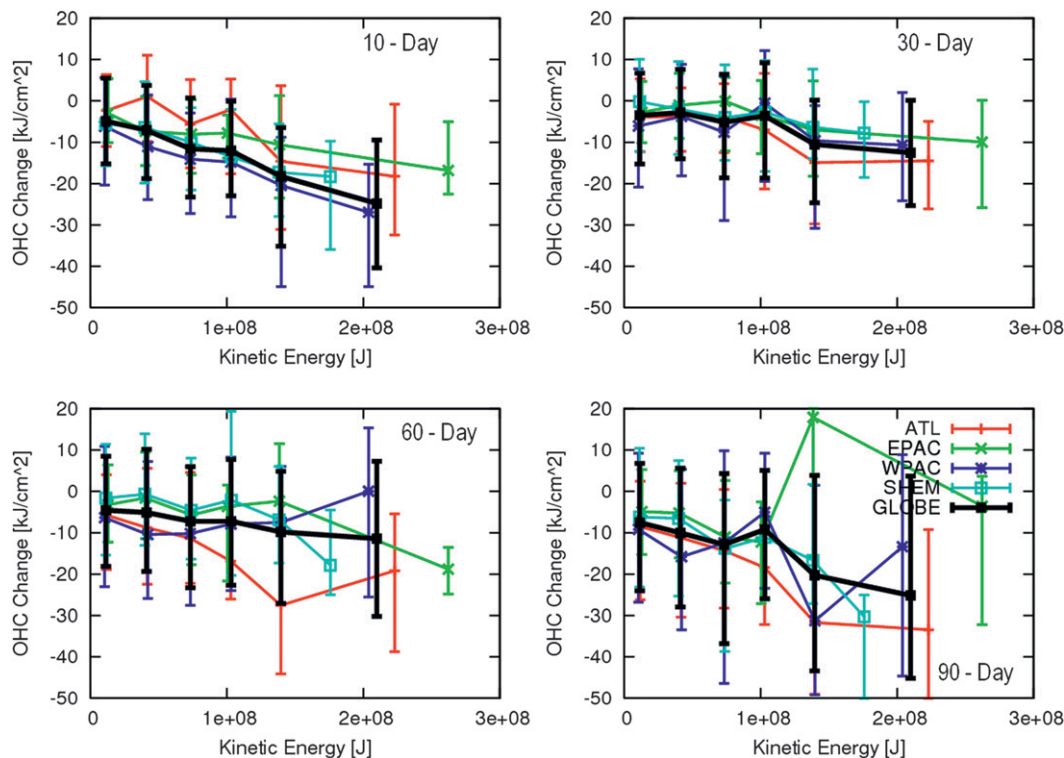 20
10
0
-10
-20
-30
-40
-50
OHC Change [kJ/cm^2]
10 - Day
0 1e+08 2e+08 3e+08
Kinetic Energy [J]
20
10
0
-10
-20
-30
-40
-50
OHC Change [kJ/cm^2]
30 - Day
0 1e+08 2e+08 3e+08
Kinetic Energy [J]
20
10
0
-10
-20
-30
-40
-50
OHC Change [kJ/cm^2]
60 - Day
0 1e+08 2e+08 3e+08
Kinetic Energy [J]
20
10
0
-10
-20
-30
-40
-50
OHC Change [kJ/cm^2]
ATL
EPAC
WPAC
SHEM
GLOBE
90 - Day
0 1e+08 2e+08 3e+08
Kinetic Energy [J]